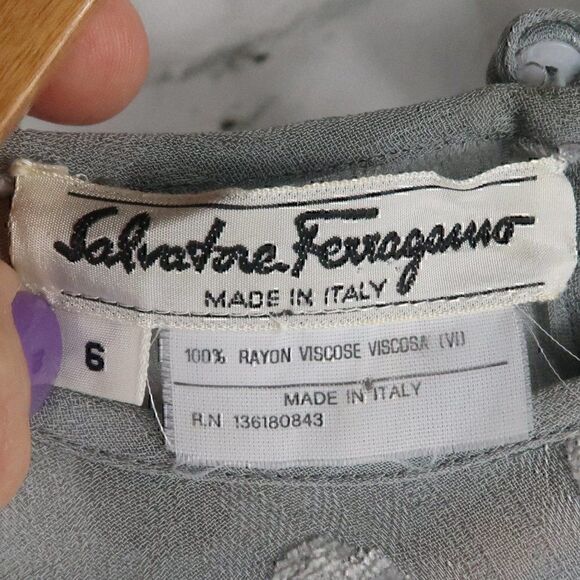 Salvatore Ferragamo
MADE IN ITALY
6
100% RAYON VISCOSE VISCOSA (VI)
MADE IN ITALY
R.N 136180843